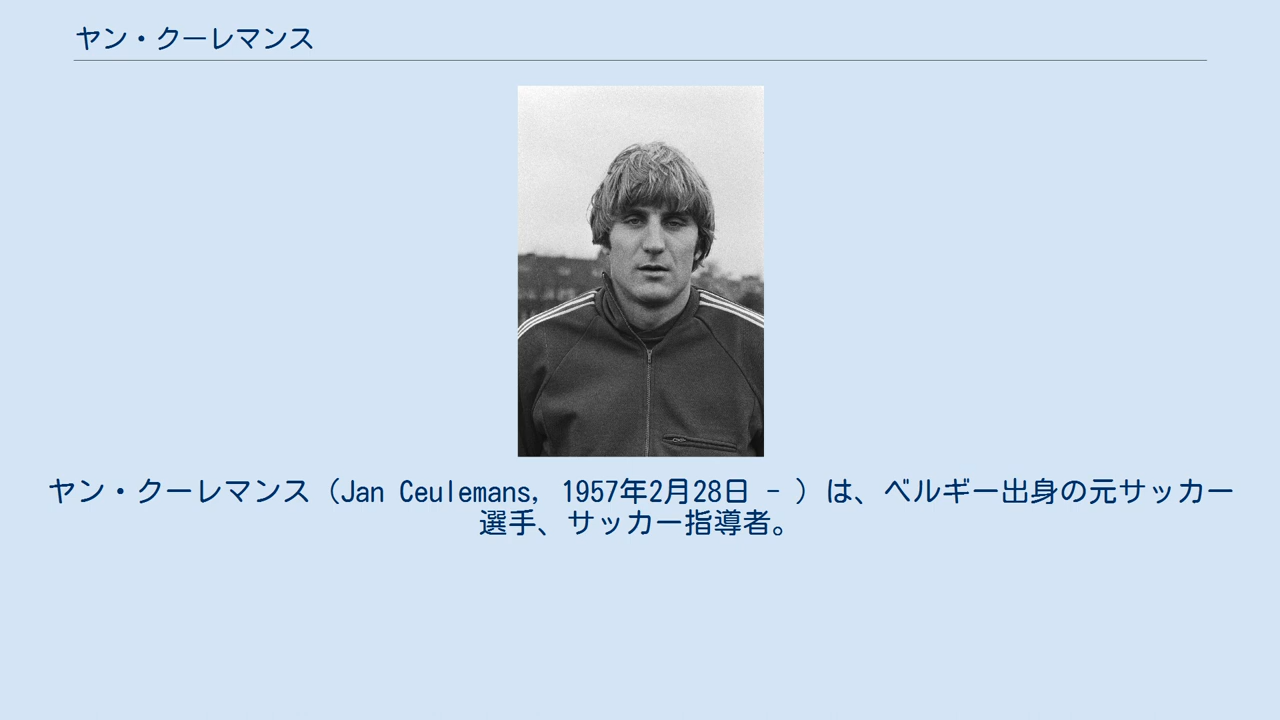 ヤン・クーレマンス
ヤン・クーレマンス（Jan Ceulemans, 1957年2月28日 - ）は、ベルギー出身の元サッカー
選手、サッカー指導者。